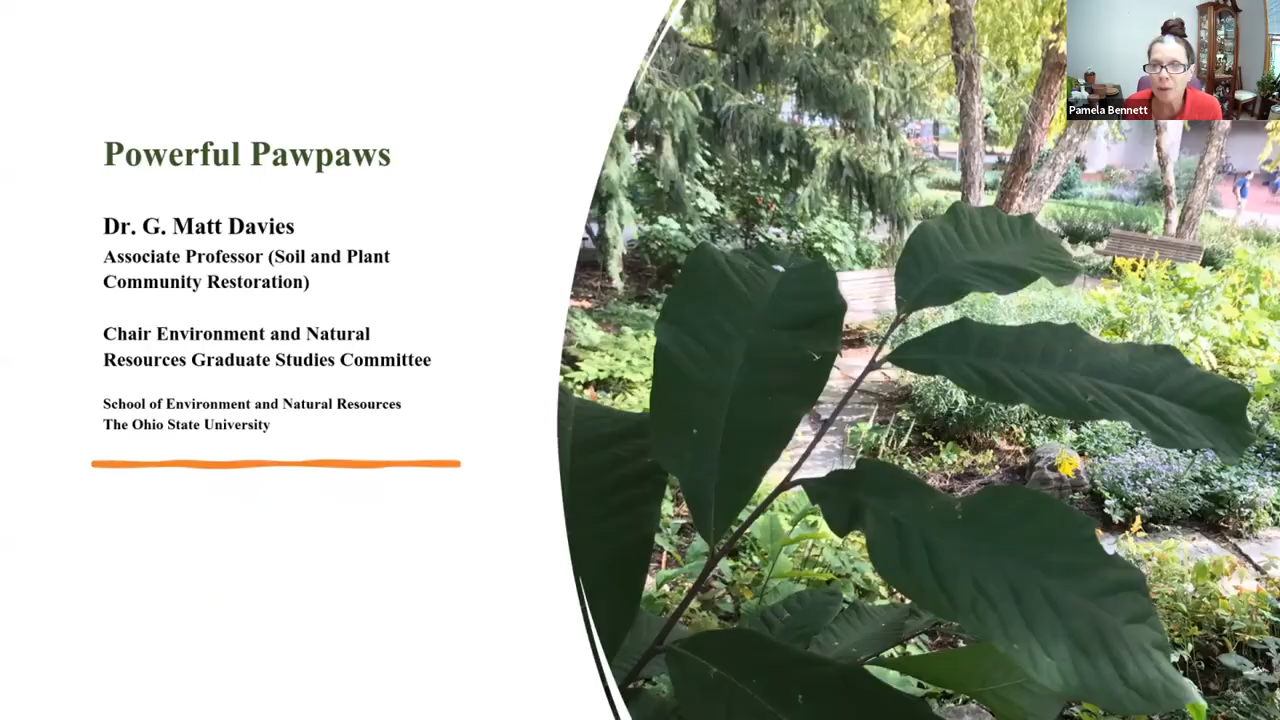 Powerful Pawpaws
Dr. G. Matt Davies
Associate Professor (Soil and Plant
Community Restoration)
Chair Environment and Natural
Resources Graduate Studies Committee
School of Environment and Natural Resources
The Ohio State University
Pamela Bennett